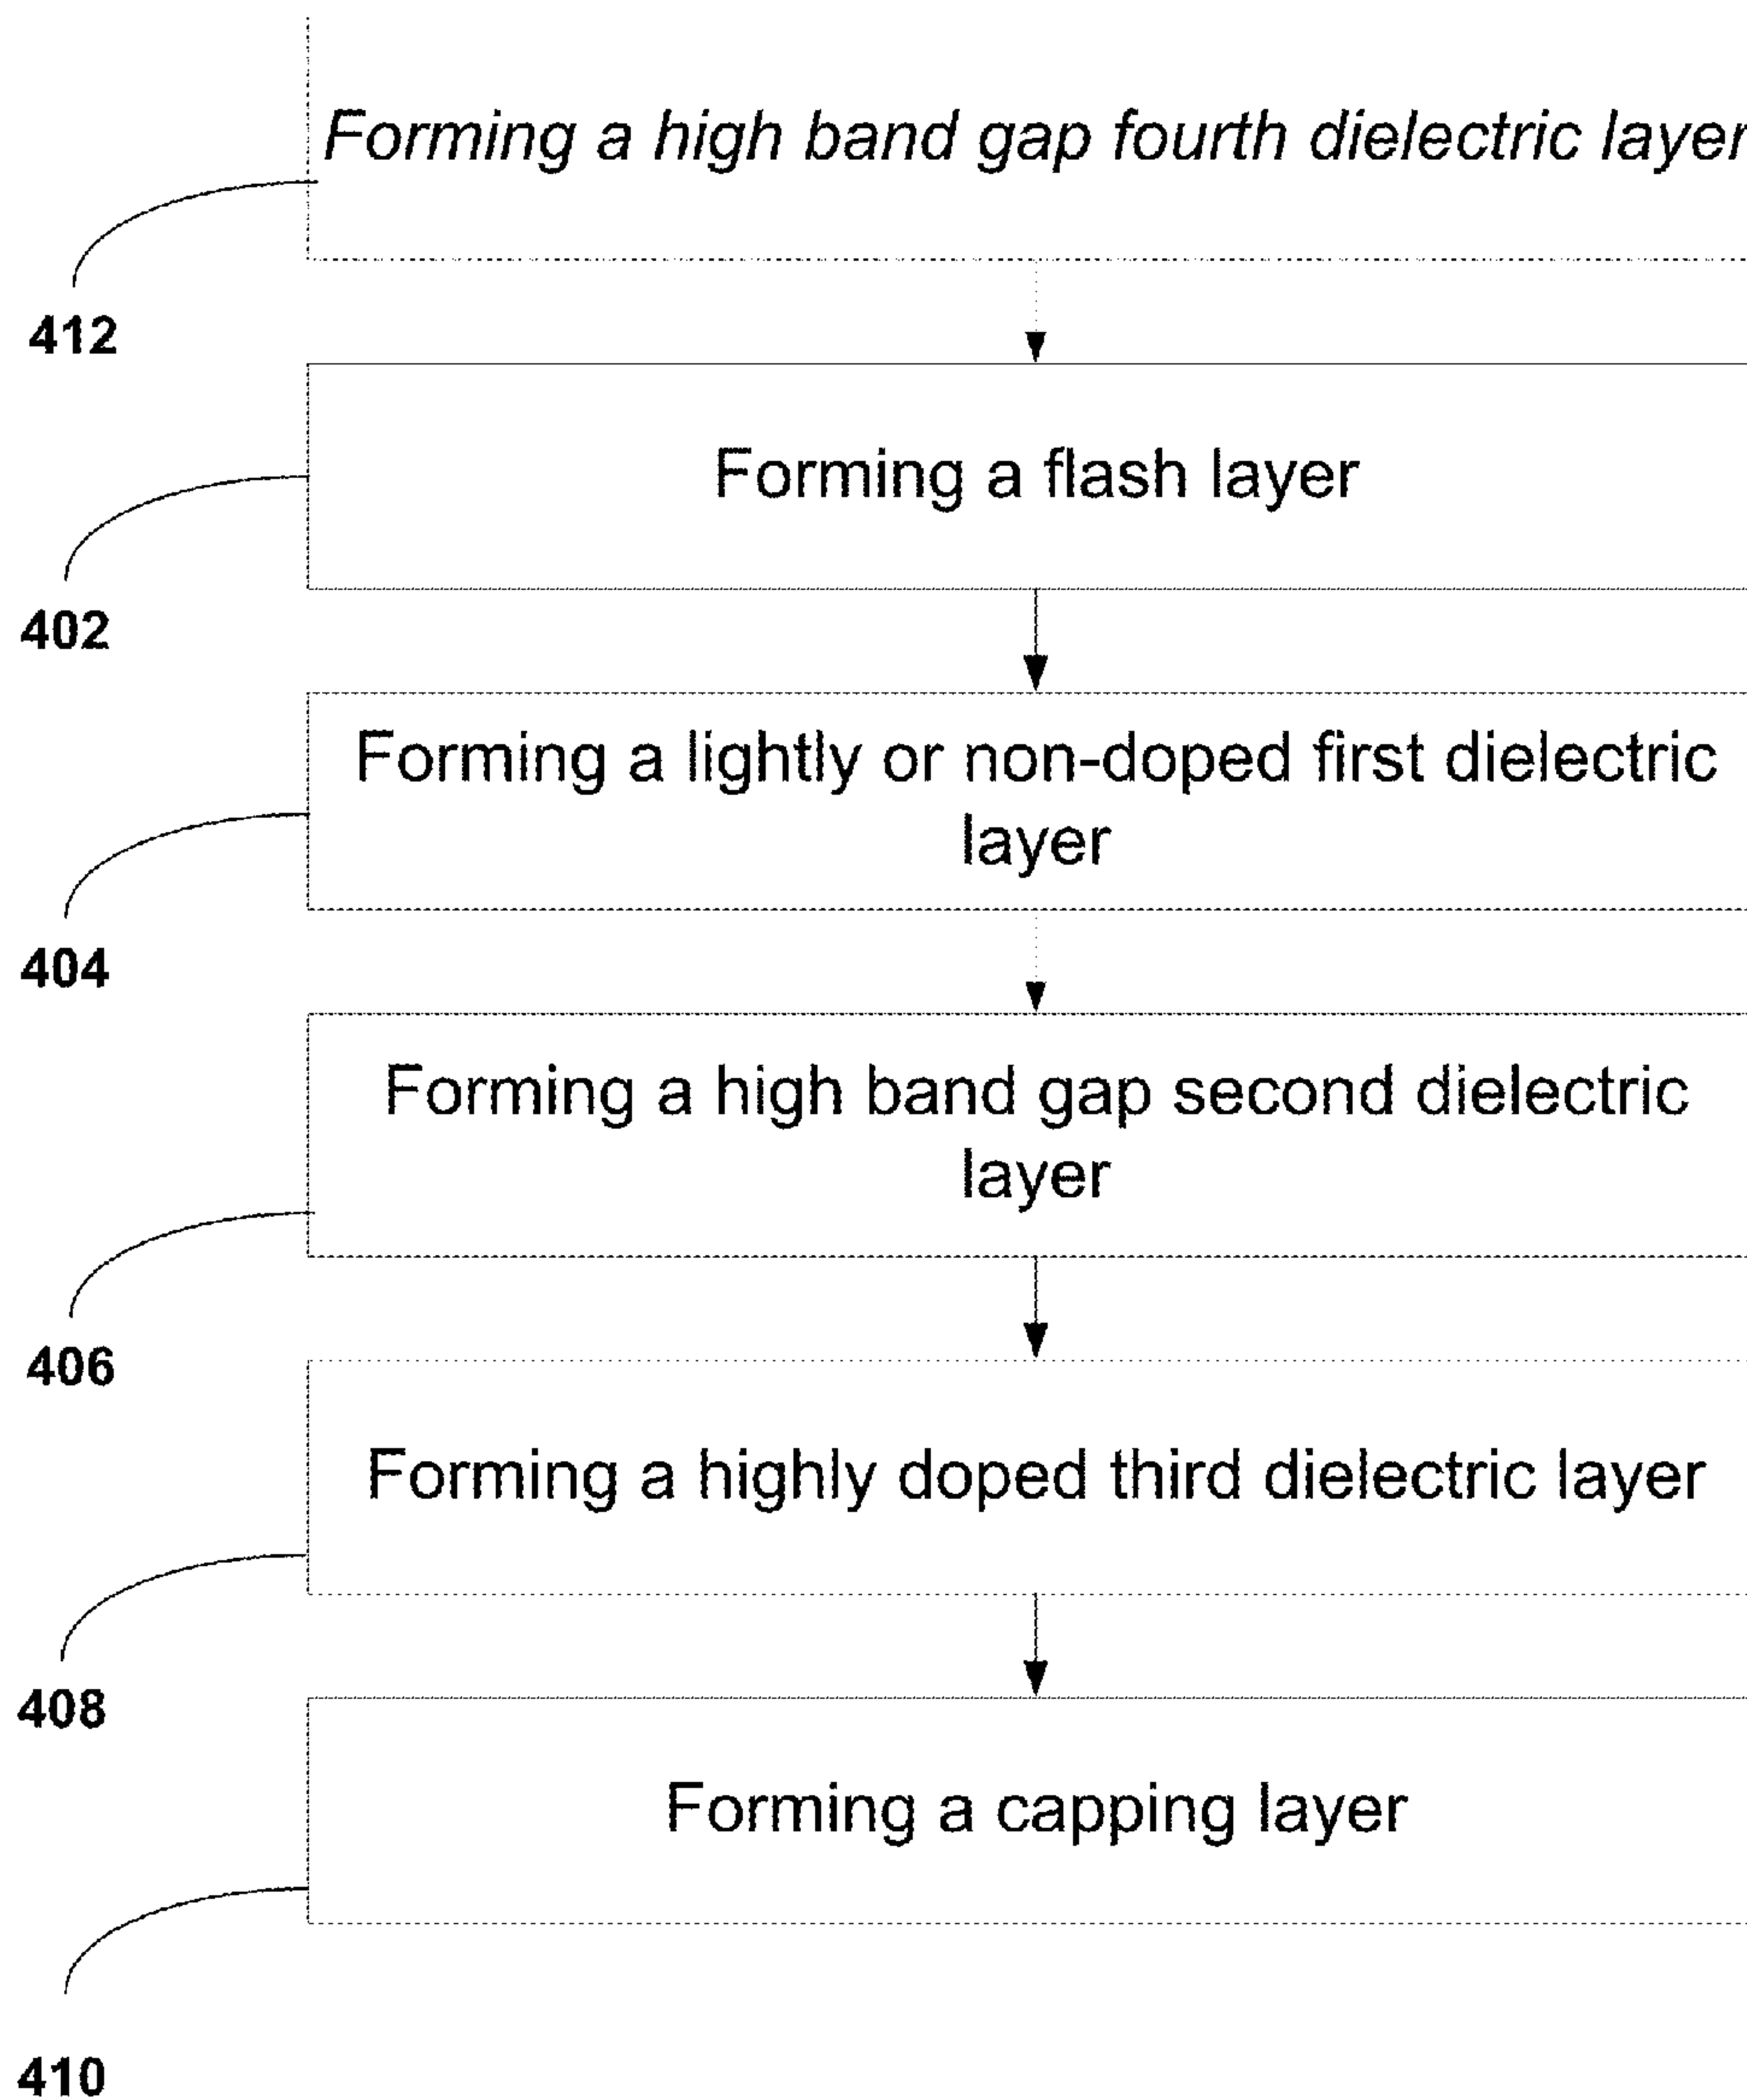 Forming a high band gap fourth dielectric layer
412
Forming a flash layer
402
Forming a lightly or non-doped first dielectric
layer
404
Forming a high band gap second dielectric
layer
406
Forming a highly doped third dielectric layer
408
Forming a capping layer
410